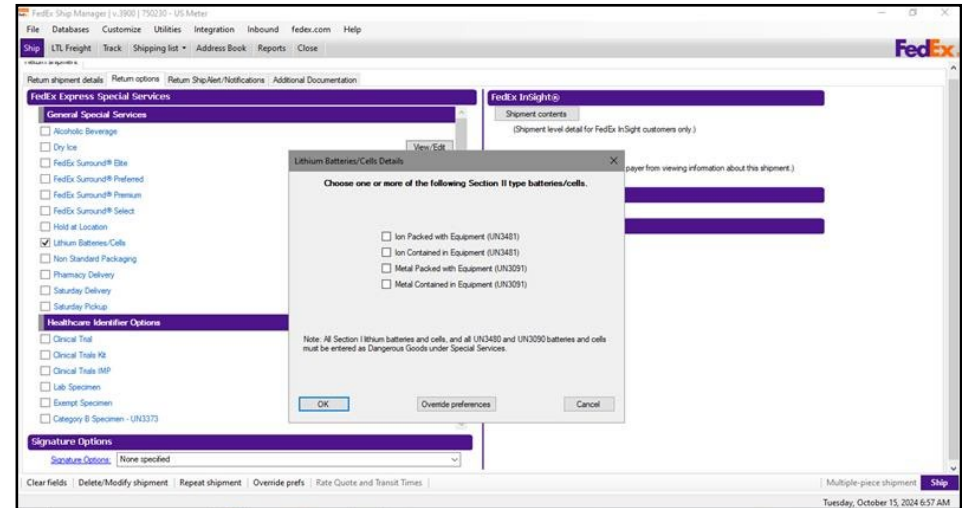 FedEx Ship Manager | v.3900 | 750230 - US Meter
File Databases Customize Utilities Integration Inbound fedex.com Help
Ship LTL Freight Track Shipping list Address Book Reports Close
FedEx
Return shipment details Return options Return ShipAlert/Notifications Additional Documentation
FedEx Express Special Services
General Special Services
Alcoholic Beverage
Dry Ice
View/Edit
FedEx Surround® Elite
FedEx Surround® Preferred
FedEx Surround® Premium
FedEx Surround® Select
Hold at Location
Lithium Batteries/Cells
Non Standard Packaging
Pharmacy Delivery
Saturday Delivery
Saturday Pickup
Healthcare Identifier Options
Clinical Trial
Clinical Trials Kit
Clinical Trials IMP
Lab Specimen
Exempt Specimen
Category B Specimen - UN3373
Signature Options
Signature Options: None specified
FedEx InSight®
Shipment contents
(Shipment level detail for FedEx InSight customers only.)
payer from viewing information about this shipment.)
Lithium Batteries/Cells Details
Choose one or more of the following Section II type batteries/cells.
Ion Packed with Equipment (UN3481)
Ion Contained in Equipment (UN3481)
Metal Packed with Equipment (UN3091)
Metal Contained in Equipment (UN3091)
Note: All Section I lithium batteries and cells, and all UN3480 and UN3090 batteries and cells
must be entered as Dangerous Goods under Special Services.
OK Override preferences Cancel
Clear fields Delete/Modify shipment Repeat shipment Override prefs Rate Quote and Transit Times Multiple-piece shipment Ship
Tuesday, October 15, 2024 6:57 AM